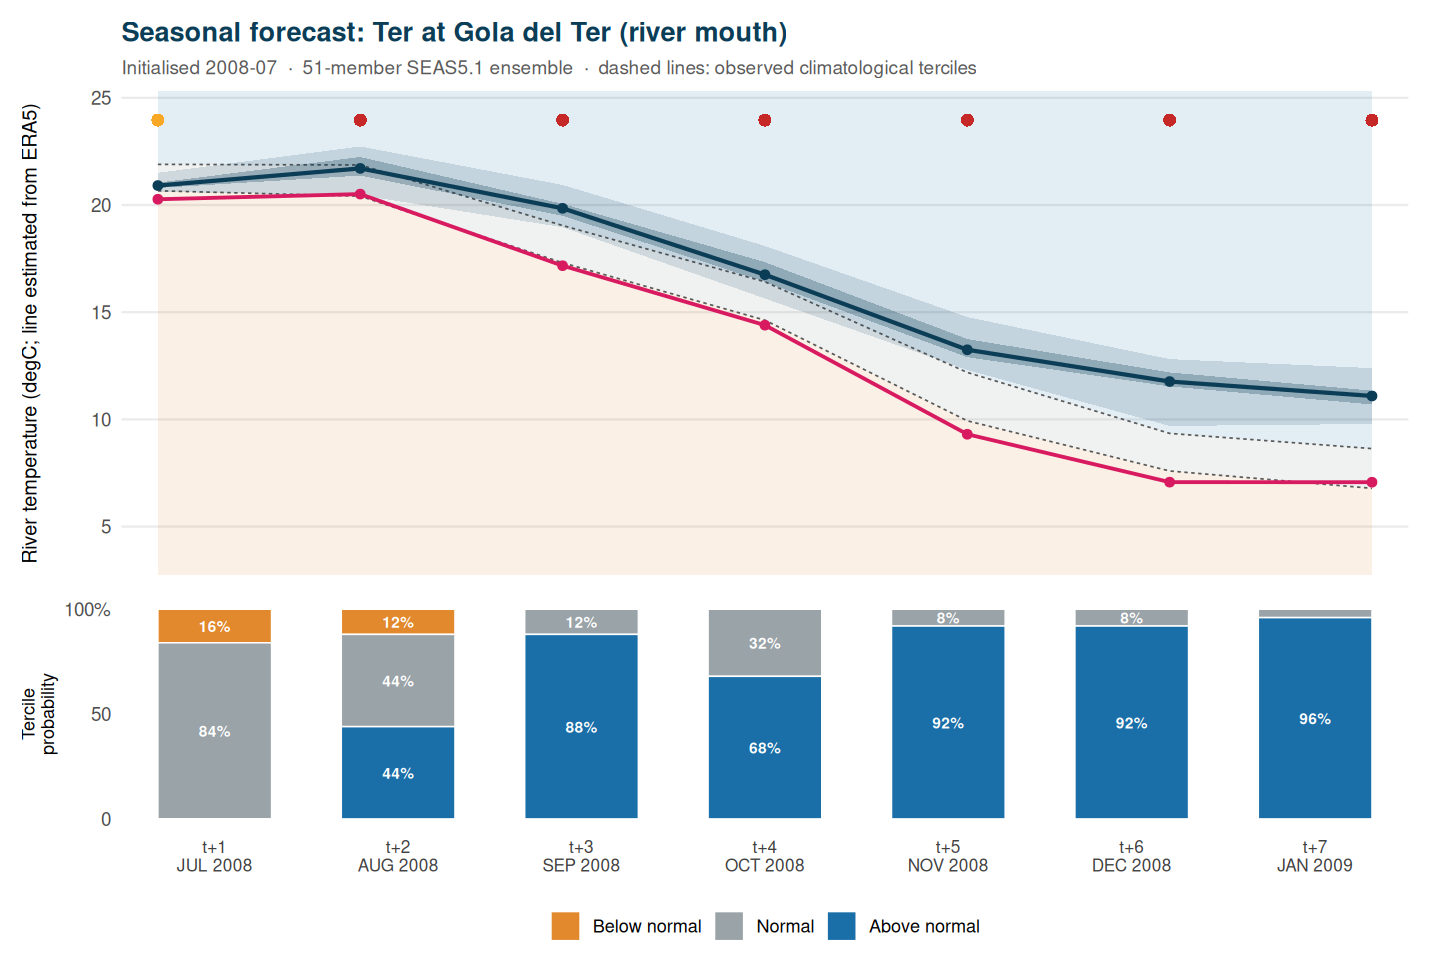 Seasonal forecast: Ter at Gola del Ter (river mouth)
Initialised 2008-07 · 51-member SEAS5.1 ensemble · dashed lines: observed climatological terciles
River temperature (degC; line estimated from ERA5)
25
20
15
10
5
Tercile
probability
100%
50
0
16%
84%
12%
44%
44%
12%
88%
32%
68%
8%
92%
8%
92%
96%
t+1
JUL 2008
t+2
AUG 2008
t+3
SEP 2008
t+4
OCT 2008
t+5
NOV 2008
t+6
DEC 2008
t+7
JAN 2009
Below normal
Normal
Above normal